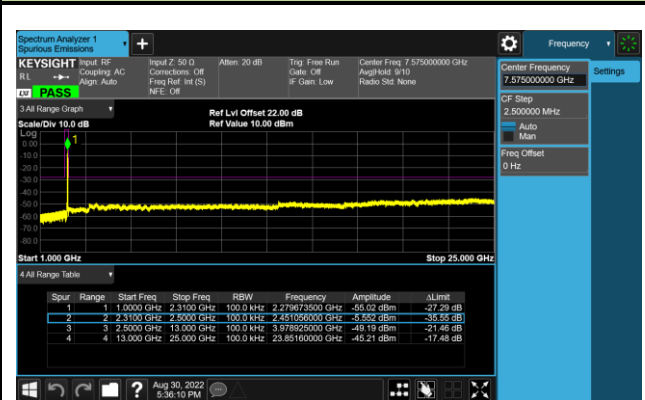 Spectrum Analyzer 1
Spurious Emissions
Frequency
KEYSIGHT
Input: RF
Coupling: AC
Align: Auto
Input Z: 50 Ω
Corrections: Off
Freq Ref: Int (S)
NFE: Off
Atten: 20 dB
Trig: Free Run
Gate: Off
IF Gain: Low
Center Freq: 7.575000000 GHz
Avg|Hold: 9/10
Radio Std: None
R L
PASS
3 All Range Graph
Scale/Div 10.0 dB
Ref Lvl Offset 22.00 dB
Ref Value 10.00 dBm
Log
1
0.00
-10.0
-20.0
-30.0
-40.0
-50.0
-60.0
-70.0
-80.0
Start 1.000 GHz
Stop 25.000 GHz
4 All Range Table
Spur Range Start Freq Stop Freq RBW Frequency Amplitude ΔLimit
1 1 1.0000 GHz 2.3100 GHz 100.0 kHz 2.279673500 GHz -55.02 dBm -27.29 dB
2 2 2.3100 GHz 2.5000 GHz 100.0 kHz 2.451056000 GHz -5.552 dBm -35.55 dB
3 3 2.5000 GHz 13.000 GHz 100.0 kHz 3.978925000 GHz -49.19 dBm -21.46 dB
4 4 13.000 GHz 25.000 GHz 100.0 kHz 23.85160000 GHz -45.21 dBm -17.48 dB
Center Frequency
7.575000000 GHz
CF Step
2.500000 MHz
Auto
Man
Freq Offset
0 Hz
Settings
?
Aug 30, 2022
5:36:10 PM